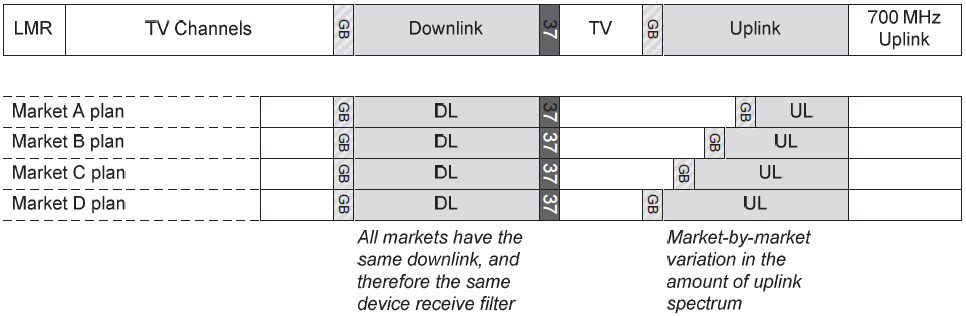 LMR TV Channels GB Downlink 37 TV GB Uplink 700 MHz
Uplink
Market A plan GB DL 37 GB UL
Market B plan GB DL 37 GB UL
Market C plan GB DL 37 GB UL
Market D plan GB DL 37 GB UL
All markets have the
same downlink, and
therefore the same
device receive filter
Market-by-market
variation in the
amount of uplink
spectrum